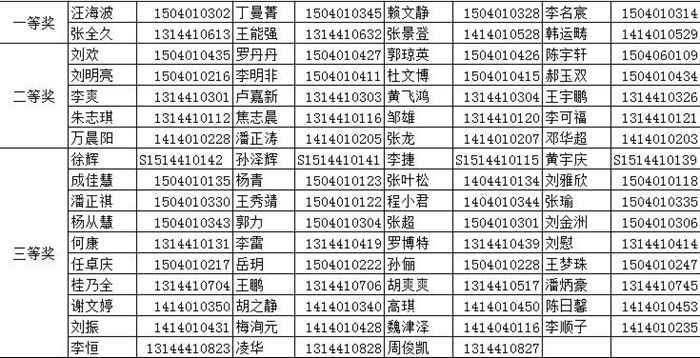 一等奖 汪海波 1504010302 丁曼菁 1504010345 赖文静 1504010328 李名宸 1504010314
张全久 1314410613 王能强 1314410632 张景登 1414010528 韩运畴 1414010529
二等奖 刘欢 1504010435 罗丹丹 1504010427 郭琼英 1504010426 陈宇轩 1504060109
刘明亮 1504010216 李明非 1504010411 杜文博 1504010415 郝玉双 1504010434
李爽 1314410301 卢嘉新 1314410303 黄飞鸿 1314410304 王宇鹏 1314410326
朱志琪 1314410112 焦志晨 1314410116 邹雄 1314410120 李可福 1314410121
万晨阳 1414010228 潘正涛 1414010205 张龙 1414010207 邓华超 1414010203
三等奖 徐辉 S1514410142 孙泽辉 S1514410141 李捷 S1514410115 黄宇庆 S1514410139
成佳慧 1504010135 杨青 1504010123 张叶松 1404410134 刘雅欣 1504010118
潘正祺 1504010330 王秀靖 1504010122 程小君 1404010344 张瑜 1504010335
杨从慧 1504010343 郭力 1504010304 张超 1504010301 刘金洲 1504010306
何康 1314410131 李雷 1314410419 罗博特 1314410439 刘慰 1314410414
任卓庆 1504010217 岳玥 1504010222 孙俪 1504010228 王梦珠 1504010247
桂乃全 1314410704 王鹏 1314410706 胡爽爽 1314410517 潘炳豪 1314410745
谢文婷 1414010350 胡之静 1414010340 高琪 1414010450 陈日馨 1414010453
刘振 1414010431 梅洵元 1414010428 魏津泽 1414040116 李顺子 1414010235
李恒 13144410823 凌华 1314410828 周俊凯 1314410827